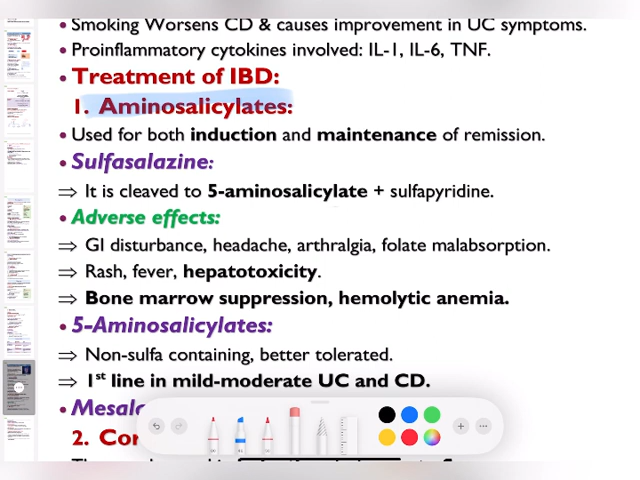 • Smoking Worsens CD & causes improvement in UC symptoms.
• Proinflammatory cytokines involved: IL-1, IL-6, TNF.
• Treatment of IBD:
1. Aminosalicylates:
• Used for both induction and maintenance of remission.
• Sulfasalazine:
⇒ It is cleaved to 5-aminosalicylate + sulfapyridine.
• Adverse effects:
⇒ GI disturbance, headache, arthralgia, folate malabsorption.
⇒ Rash, fever, hepatotoxicity.
⇒ Bone marrow suppression, hemolytic anemia.
• 5-Aminosalicylates:
⇒ Non-sulfa containing, better tolerated.
⇒ 1st line in mild-moderate UC and CD.
2.